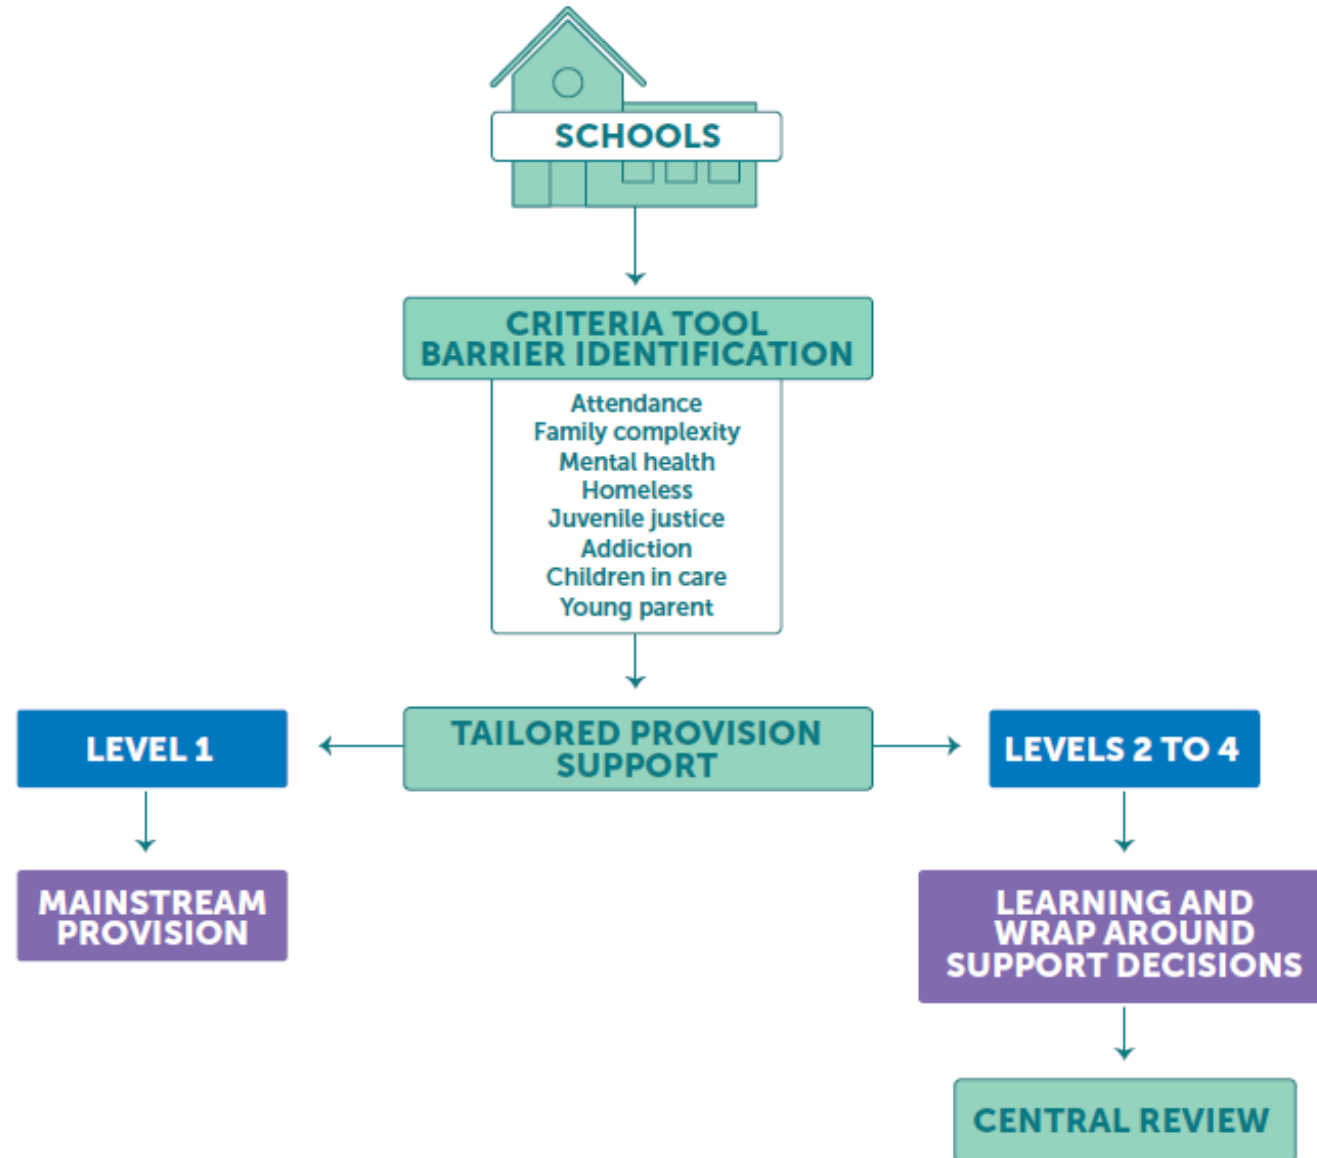 SCHOOLS
CRITERIA TOOL
BARRIER IDENTIFICATION
Attendance
Family complexity
Mental health
Homeless
Juvenile justice
Addiction
Children in care
Young parent
TAILORED PROVISION
SUPPORT
LEVEL 1
LEVELS 2 TO 4
MAINSTREAM
PROVISION
LEARNING AND
WRAP AROUND
SUPPORT DECISIONS
CENTRAL REVIEW